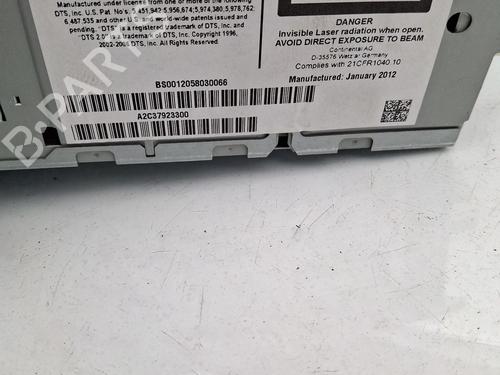 Manufactured under license from one or more of the following
DTS, Inc. U.S. Pat. No's. 5,451,942; 5,956,674; 5,974,380; 5,978,762;
6,487,535 and other US and world-wide patents issued and
pending. "DTS" is a registered trademark of DTS, Inc. and
"DTS 2.0" is a trademark of DTS, Inc. Copyright 1996,
2002-2008 DTS, Inc. All Rights Reserved.
BS0012058030066
A2C37923300
DANGER
Invisible Laser radiation when open.
AVOID DIRECT EXPOSURE TO BEAM
Continental AG
D-35576 Wetzlar Germany
Complies with 21CFR1040.10
Manufactured: January 2012
B-PARTS